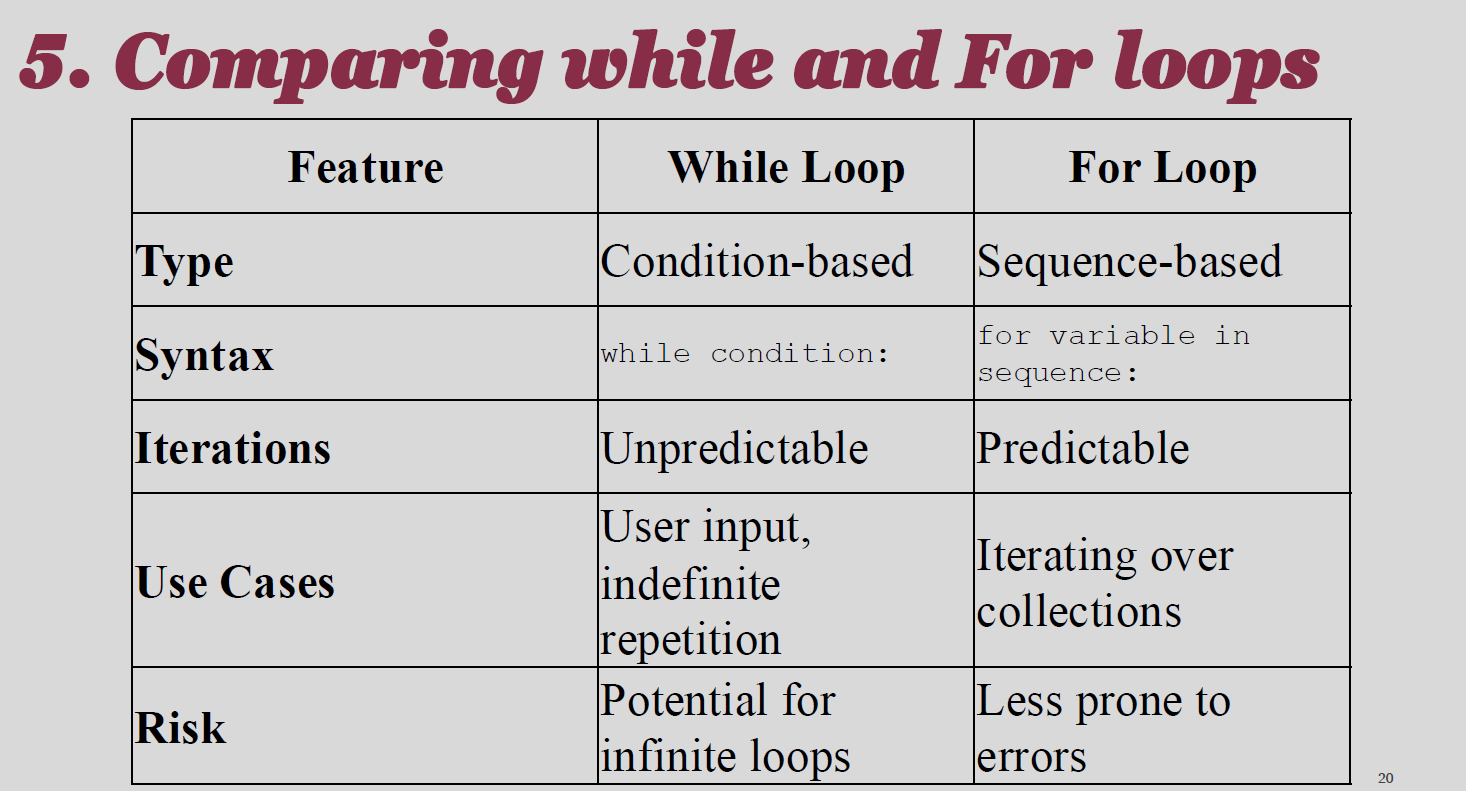 5. Comparing while and For loops
Feature While Loop For Loop
Type Condition-based Sequence-based
Syntax while condition: for variable in
sequence:
Iterations Unpredictable Predictable
Use Cases User input,
indefinite
repetition
Iterating over
collections
Risk Potential for
infinite loops
Less prone to
errors
20